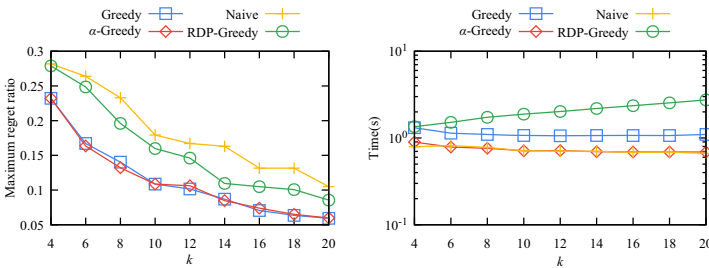 Greedy
Naive
α-Greedy
RDP-Greedy
Maximum regret ratio
0.3
0.25
0.2
0.15
0.1
0.05
4 6 8 10 12 14 16 18 20
k
Greedy
Naive
α-Greedy
RDP-Greedy
Time(s)
10^1
10^0
10^-1
4 6 8 10 12 14 16 18 20
k